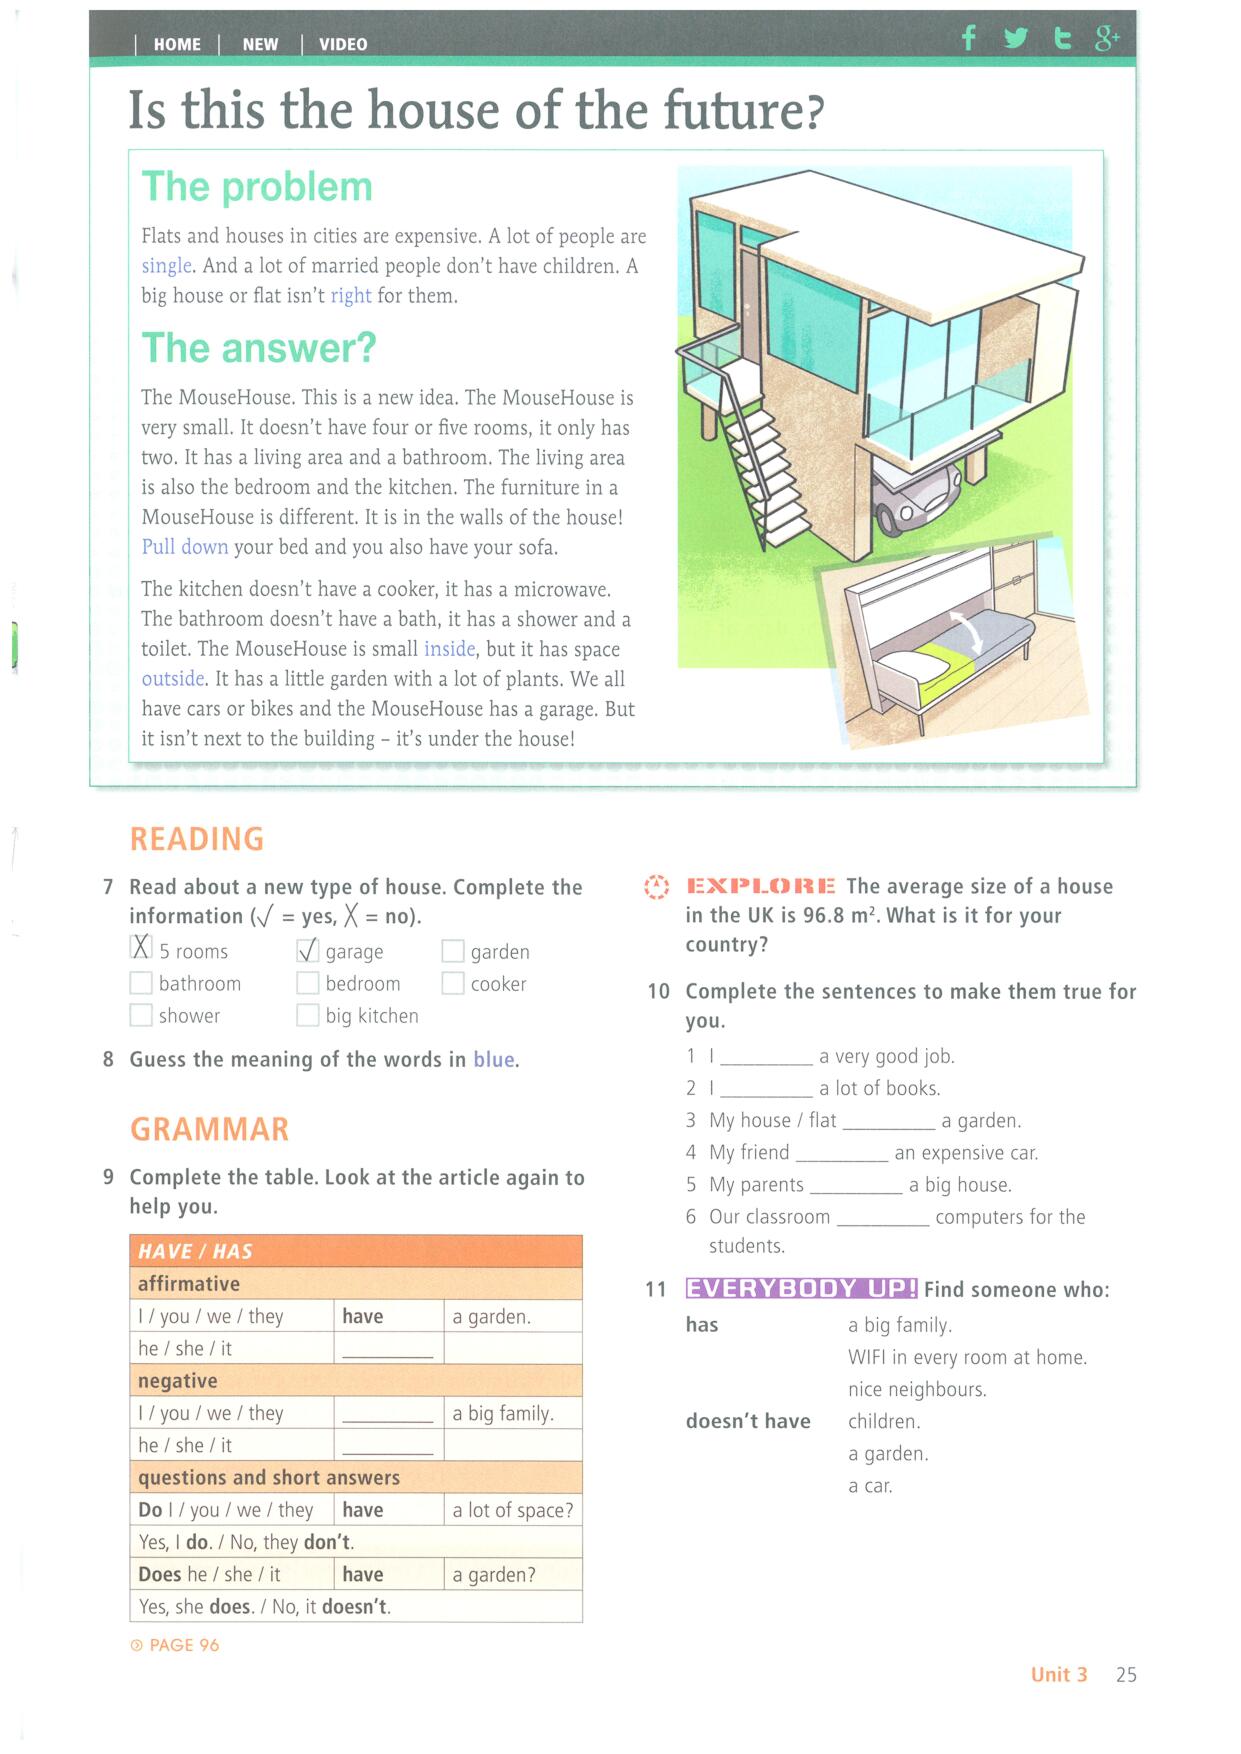 HOME | NEW | VIDEO
f t g+
Is this the house of the future?
The problem
Flats and houses in cities are expensive. A lot of people are
single. And a lot of married people don't have children. A
big house or flat isn't right for them.
The answer?
The MouseHouse. This is a new idea. The MouseHouse is
very small. It doesn't have four or five rooms, it only has
two. It has a living area and a bathroom. The living area
is also the bedroom and the kitchen. The furniture in a
MouseHouse is different. It is in the walls of the house!
Pull down your bed and you also have your sofa.
The kitchen doesn't have a cooker, it has a microwave.
The bathroom doesn't have a bath, it has a shower and a
toilet. The MouseHouse is small inside, but it has space
outside. It has a little garden with a lot of plants. We all
have cars or bikes and the MouseHouse has a garage. But
it isn't next to the building – it's under the house!
READING
7 Read about a new type of house. Complete the
information (√ = yes, X = no).
X 5 rooms √ garage garden
bathroom bedroom cooker
shower big kitchen
8 Guess the meaning of the words in blue.
GRAMMAR
9 Complete the table. Look at the article again to
help you.
HAVE / HAS
affirmative
I / you / we / they have a garden.
he / she / it ________
negative
I / you / we / they ________ a big family.
he / she / it ________
questions and short answers
Do I / you / we / they have a lot of space?
Yes, I do. / No, they don't.
Does he / she / it have a garden?
Yes, she does. / No, it doesn't.
PAGE 96
EXPLORE The average size of a house
in the UK is 96.8 m². What is it for your
country?
10 Complete the sentences to make them true for
you.
1 I ________ a very good job.
2 I ________ a lot of books.
3 My house / flat ________ a garden.
4 My friend ________ an expensive car.
5 My parents ________ a big house.
6 Our classroom ________ computers for the
students.
11 EVERYBODY UP! Find someone who:
has a big family.
WIFI in every room at home.
nice neighbours.
doesn't have children.
a garden.
a car.
Unit 3 25